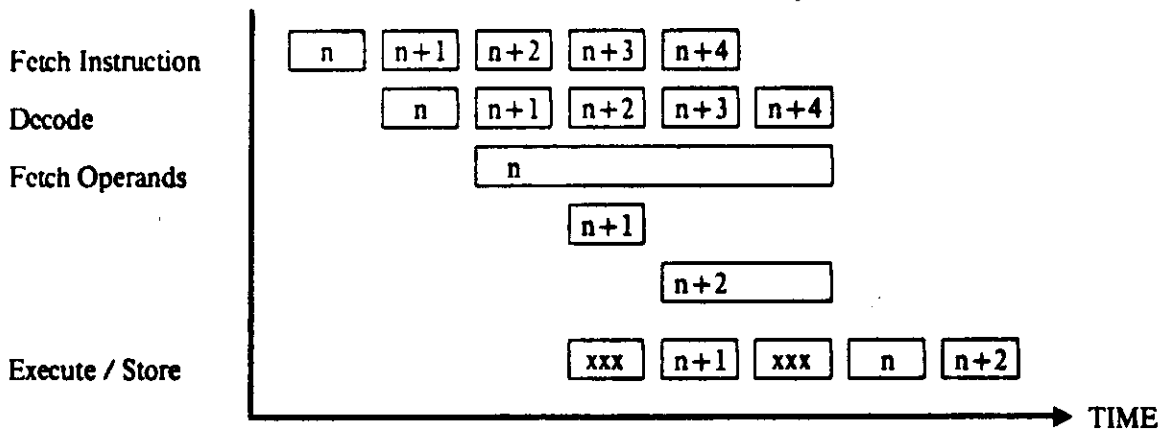 Fetch Instruction n n+1 n+2 n+3 n+4
Decode n n+1 n+2 n+3 n+4
Fetch Operands n
n+1
n+2
Execute / Store xxx n+1 xxx n n+2
TIME